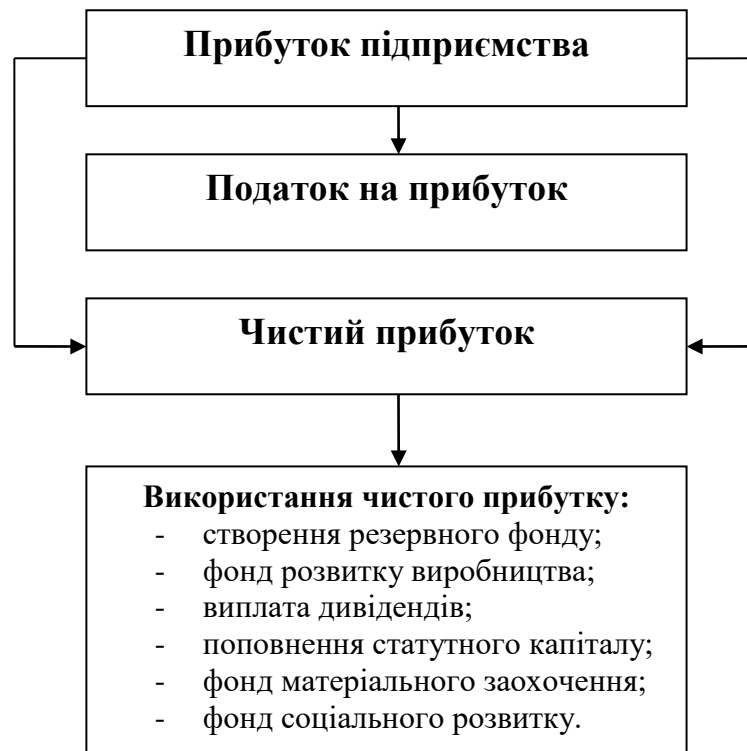 Прибуток підприємства
Податок на прибуток
Чистий прибуток
Використання чистого прибутку:
- створення резервного фонду;
- фонд розвитку виробництва;
- виплата дивідендів;
- поповнення статутного капіталу;
- фонд матеріального заохочення;
- фонд соціального розвитку.